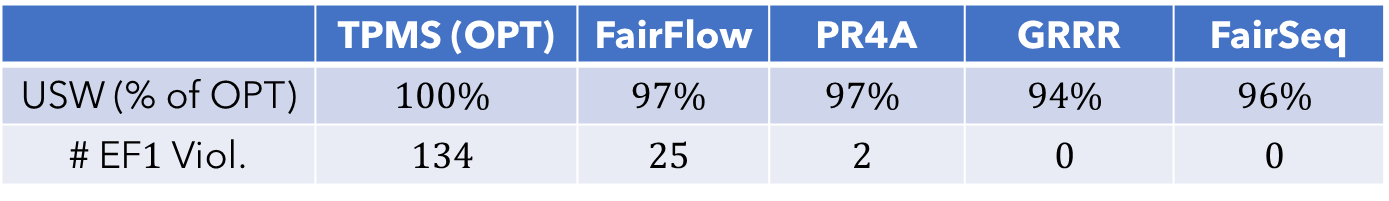 TPMS (OPT) FairFlow PR4A GRRR FairSeq
USW (% of OPT) 100% 97% 97% 94% 96%
# EF1 Viol. 134 25 2 0 0